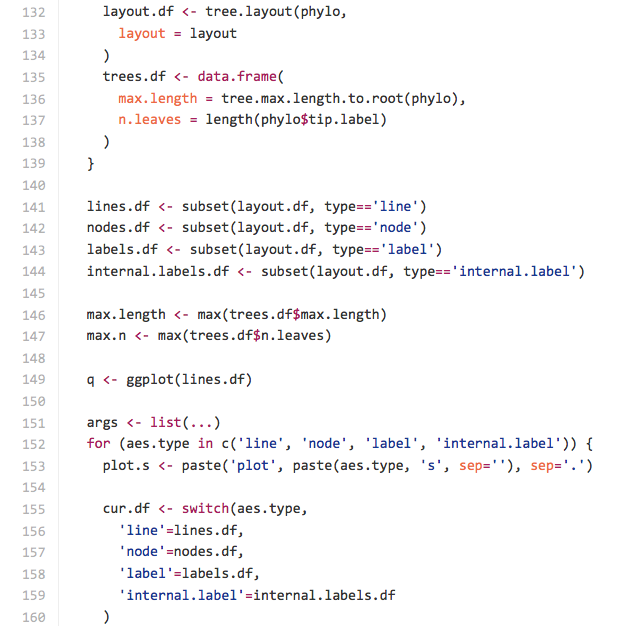 132 layout.df <- tree.layout(phylo,
133 layout = layout
134 )
135 trees.df <- data.frame(
136 max.length = tree.max.length.to.root(phylo),
137 n.leaves = length(phylo$tip.label)
138 )
139 }
140
141 lines.df <- subset(layout.df, type=='line')
142 nodes.df <- subset(layout.df, type=='node')
143 labels.df <- subset(layout.df, type=='label')
144 internal.labels.df <- subset(layout.df, type=='internal.label')
145
146 max.length <- max(trees.df$max.length)
147 max.n <- max(trees.df$n.leaves)
148
149 q <- ggplot(lines.df)
150
151 args <- list(...)
152 for (aes.type in c('line', 'node', 'label', 'internal.label')) {
153 plot.s <- paste('plot', paste(aes.type, 's', sep=''), sep='.')
154
155 cur.df <- switch(aes.type,
156 'line'=lines.df,
157 'node'=nodes.df,
158 'label'=labels.df,
159 'internal.label'=internal.labels.df
160 )